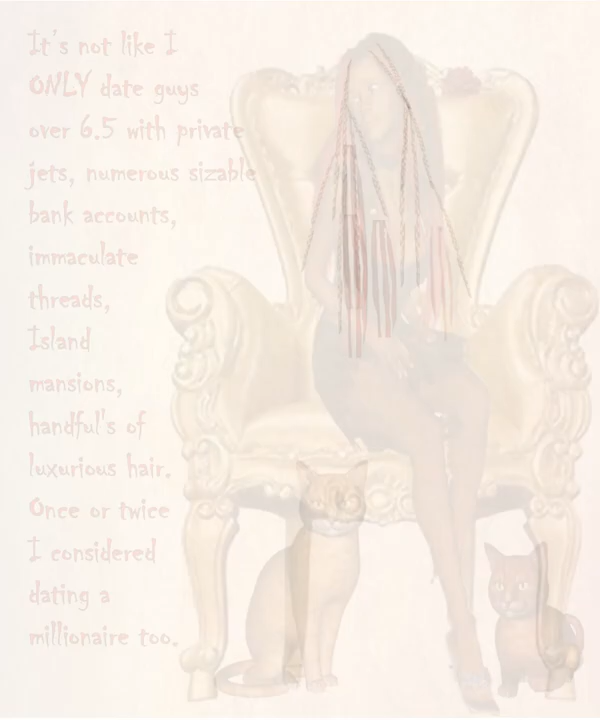 It's not like I
ONLY date guys
over 6.5 with private
jets, numerous sizable
bank accounts,
immaculate
threads,
Island
mansions,
handful's of
luxurious hair.
Once or twice
I considered
dating a
millionaire too.